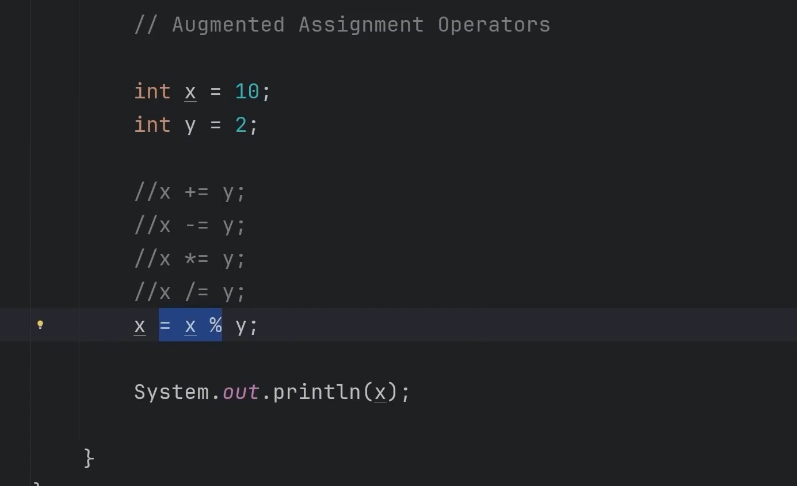 // Augmented Assignment Operators
int x = 10;
int y = 2;
//x += y;
//x -= y;
//x *= y;
//x /= y;
x = x % y;
System.out.println(x);
}
}